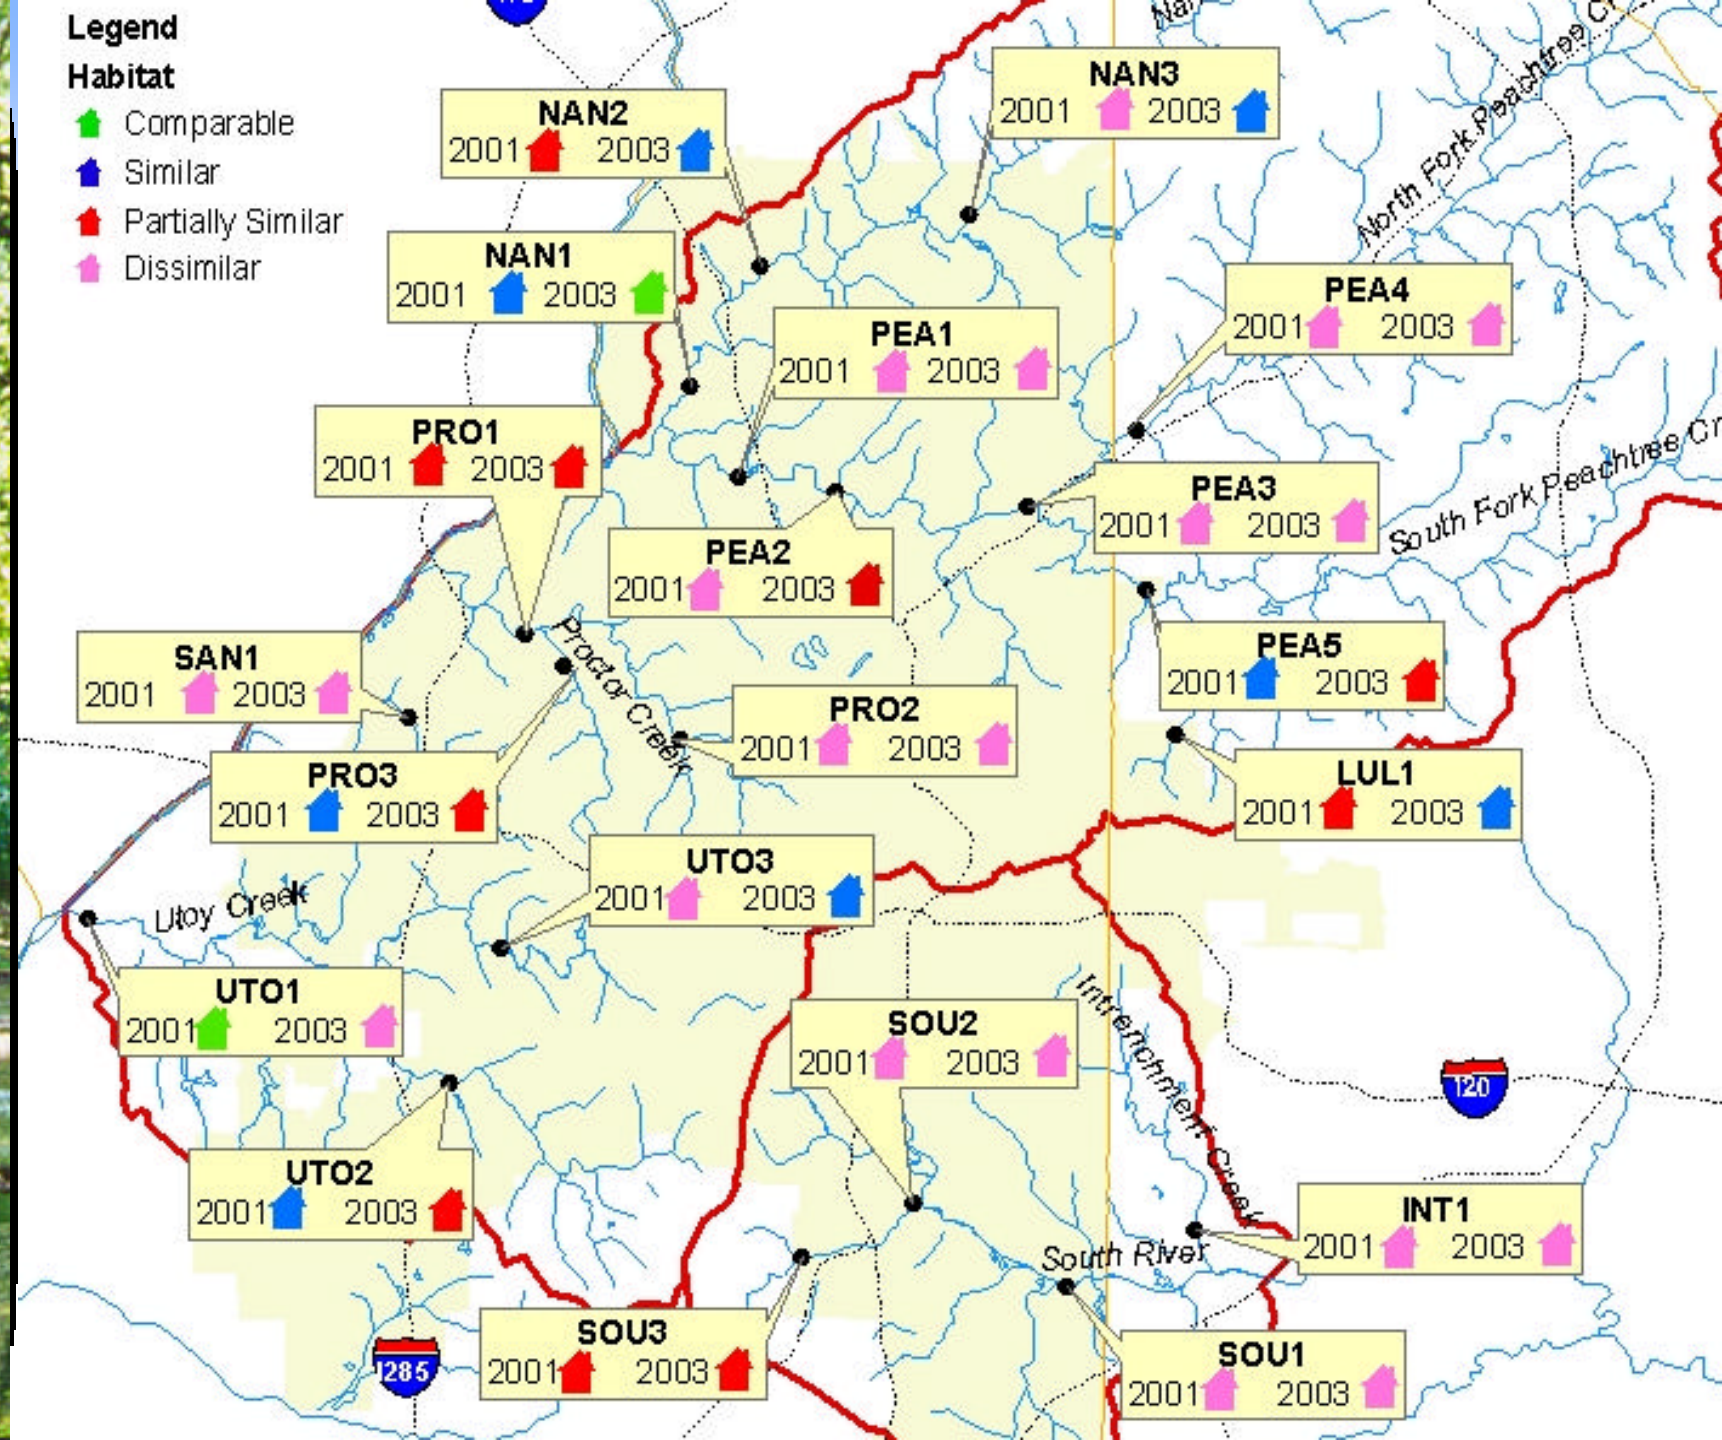 Legend
Habitat
Comparable
Similar
Partially Similar
Dissimilar
NAN3
2001 2003
NAN2
2001 2003
North Fork Peachtree Cr
NAN1
2001 2003
PEA4
2001 2003
PEA1
2001 2003
PRO1
2001 2003
PEA3
2001 2003
South Fork Peachtree Cr
PEA2
2001 2003
Proctor Creek
SAN1
2001 2003
PEA5
2001 2003
PRO2
2001 2003
PRO3
2001 2003
LUL1
2001 2003
UTO3
2001 2003
Utoy Creek
UTO1
2001 2003
SOU2
2001 2003
Intrenchment Creek
120
UTO2
2001 2003
INT1
2001 2003
South River
SOU3
2001 2003
SOU1
2001 2003
I285